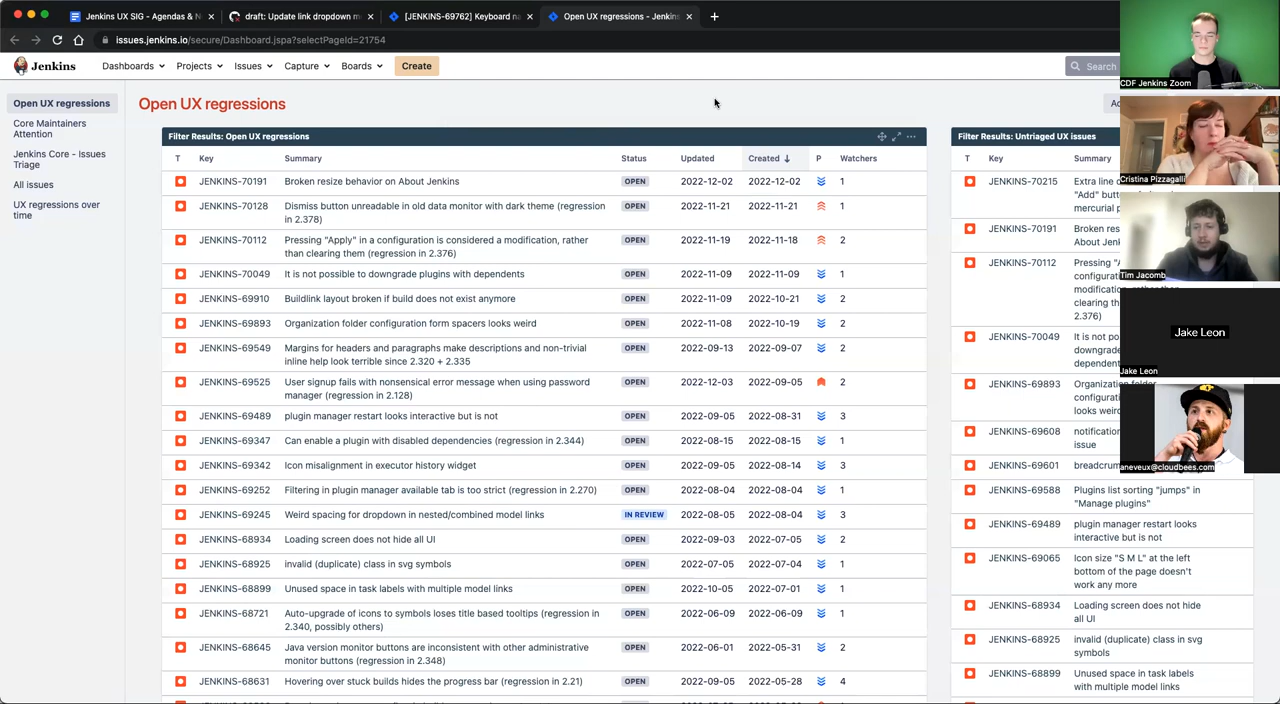 Jenkins UX SIG - Agendas & N
draft: Update link dropdown m
[JENKINS-69762] Keyboard na
Open UX regressions - Jenkins
issues.jenkins.io/secure/Dashboard.jspa?selectPageId=21754
Jenkins
Dashboards
Projects
Issues
Capture
Boards
Create
Search
Open UX regressions
Core Maintainers
Attention
Jenkins Core - Issues
Triage
All issues
UX regressions over
time
Open UX regressions
Filter Results: Open UX regressions
T Key Summary Status Updated Created P Watchers
JENKINS-70191 Broken resize behavior on About Jenkins OPEN 2022-12-02 2022-12-02 1
JENKINS-70128 Dismiss button unreadable in old data monitor with dark theme (regression OPEN 2022-11-21 2022-11-21 1
in 2.378)
JENKINS-70112 Pressing "Apply" in a configuration is considered a modification, rather OPEN 2022-11-19 2022-11-18 2
than clearing them (regression in 2.376)
JENKINS-70049 It is not possible to downgrade plugins with dependents OPEN 2022-11-09 2022-11-09 1
JENKINS-69910 Buildlink layout broken if build does not exist anymore OPEN 2022-11-09 2022-10-21 2
JENKINS-69893 Organization folder configuration form spacers looks weird OPEN 2022-11-08 2022-10-19 2
JENKINS-69549 Margins for headers and paragraphs make descriptions and non-trivial OPEN 2022-09-13 2022-09-07 2
inline help look terrible since 2.320 + 2.335
JENKINS-69525 User signup fails with nonsensical error message when using password OPEN 2022-12-03 2022-09-05 2
manager (regression in 2.128)
JENKINS-69489 plugin manager restart looks interactive but is not OPEN 2022-09-05 2022-08-31 3
JENKINS-69347 Can enable a plugin with disabled dependencies (regression in 2.344) OPEN 2022-08-15 2022-08-15 1
JENKINS-69342 Icon misalignment in executor history widget OPEN 2022-09-05 2022-08-14 3
JENKINS-69252 Filtering in plugin manager available tab is too strict (regression in 2.270) OPEN 2022-08-04 2022-08-04 1
JENKINS-69245 Weird spacing for dropdown in nested/combined model links IN REVIEW 2022-08-05 2022-08-04 3
JENKINS-68934 Loading screen does not hide all UI OPEN 2022-09-03 2022-07-05 2
JENKINS-68925 invalid (duplicate) class in svg symbols OPEN 2022-07-05 2022-07-04 1
JENKINS-68899 Unused space in task labels with multiple model links OPEN 2022-10-05 2022-07-01 1
JENKINS-68721 Auto-upgrade of icons to symbols loses title based tooltips (regression in OPEN 2022-06-09 2022-06-09 1
2.340, possibly others)
JENKINS-68645 Java version monitor buttons are inconsistent with other administrative OPEN 2022-06-01 2022-05-31 2
monitor buttons (regression in 2.348)
JENKINS-68631 Hovering over stuck builds hides the progress bar (regression in 2.21) OPEN 2022-09-05 2022-05-28 4
Filter Results: Untriaged UX issues
T Key Summary
JENKINS-70215 Extra line o
"Add" butt
mercurial p
JENKINS-70191 Broken res
About Jen
JENKINS-70112 Pressing "A
configurati
modification, rather than
clearing them (regression in
2.376)
JENKINS-70049 It is not po
downgrade
dependent
JENKINS-69893 Organization folder
configurati
looks weird
JENKINS-69608 notification
issue
JENKINS-69601 breadcrum
JENKINS-69588 Plugins list sorting "jumps" in
"Manage plugins"
JENKINS-69489 plugin manager restart looks
interactive but is not
JENKINS-69065 Icon size "S M L" at the left
bottom of the page doesn't
work any more
JENKINS-68934 Loading screen does not hide
all UI
JENKINS-68925 invalid (duplicate) class in svg
symbols
JENKINS-68899 Unused space in task labels
with multiple model links
CDF Jenkins Zoom
Cristina Pizzagalli
Tim Jacomb
Jake Leon
Jake Leon
aneveux@cloudbees.com